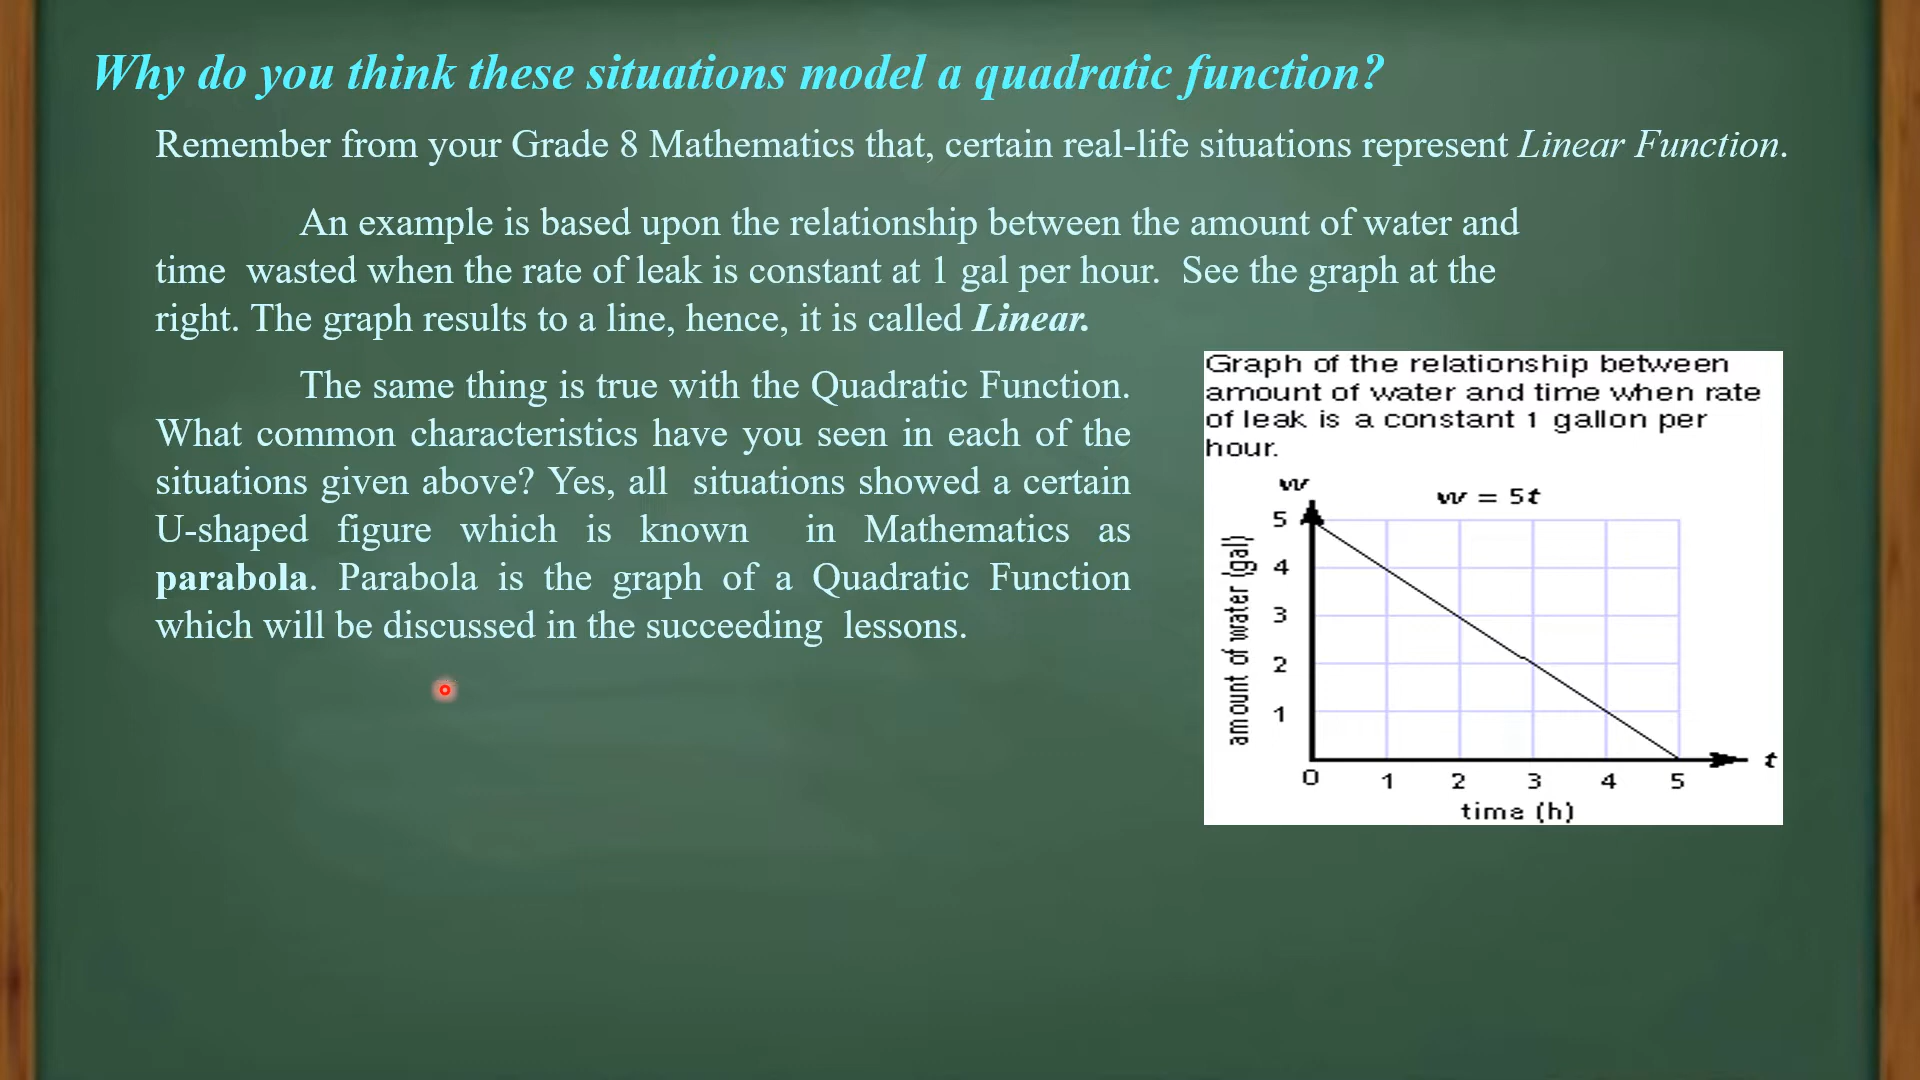 Why do you think these situations model a quadratic function?
Remember from your Grade 8 Mathematics that, certain real-life situations represent Linear Function.
An example is based upon the relationship between the amount of water and
time wasted when the rate of leak is constant at 1 gal per hour. See the graph at the
right. The graph results to a line, hence, it is called Linear.
The same thing is true with the Quadratic Function.
What common characteristics have you seen in each of the
situations given above? Yes, all situations showed a certain
U-shaped figure which is known in Mathematics as
parabola. Parabola is the graph of a Quadratic Function
which will be discussed in the succeeding lessons.
Graph of the relationship between
amount of water and time when rate
of leak is a constant 1 gallon per
hour.
w
w = 5t
5
4
3
2
1
amount of water (gal)
0 1 2 3 4 5
t
time (h)